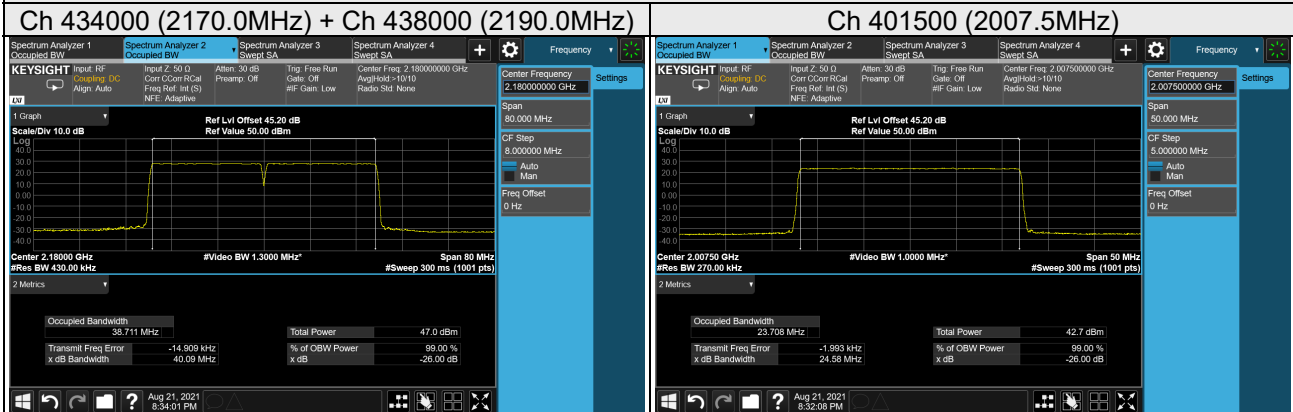 Ch 434000 (2170.0MHz) + Ch 438000 (2190.0MHz)
Spectrum Analyzer 1
Occupied BW
Spectrum Analyzer 2
Occupied BW
Spectrum Analyzer 3
Swept SA
Spectrum Analyzer 4
Swept SA
+
Frequency
KEYSIGHT
Input: RF
Coupling: DC
Align: Auto
Input Z: 50 Ω
Corr CCorr RCal
Freq Ref: Int (S)
NFE: Adaptive
Atten: 30 dB
Preamp: Off
Trig: Free Run
Gate: Off
#IF Gain: Low
Center Freq: 2.180000000 GHz
Avg|Hold:>10/10
Radio Std: None
LXI
Center Frequency
2.180000000 GHz
Settings
Span
80.000 MHz
CF Step
8.000000 MHz
Auto
Man
Freq Offset
0 Hz
1 Graph
Scale/Div 10.0 dB
Ref Lvl Offset 45.20 dB
Ref Value 50.00 dBm
Log
40.0
30.0
20.0
10.0
0.00
-10.0
-20.0
-30.0
-40.0
Center 2.18000 GHz
#Res BW 430.00 kHz
#Video BW 1.3000 MHz*
Span 80 MHz
#Sweep 300 ms (1001 pts)
2 Metrics
Occupied Bandwidth
38.711 MHz
Total Power 47.0 dBm
Transmit Freq Error -14.909 kHz
x dB Bandwidth 40.09 MHz
% of OBW Power 99.00 %
x dB -26.00 dB
?
Aug 21, 2021
8:34:01 PM
Ch 401500 (2007.5MHz)
Spectrum Analyzer 1
Occupied BW
Spectrum Analyzer 2
Occupied BW
Spectrum Analyzer 3
Swept SA
Spectrum Analyzer 4
Swept SA
+
Frequency
KEYSIGHT
Input: RF
Coupling: DC
Align: Auto
Input Z: 50 Ω
Corr CCorr RCal
Freq Ref: Int (S)
NFE: Adaptive
Atten: 30 dB
Preamp: Off
Trig: Free Run
Gate: Off
#IF Gain: Low
Center Freq: 2.007500000 GHz
Avg|Hold:>10/10
Radio Std: None
LXI
Center Frequency
2.007500000 GHz
Settings
Span
50.000 MHz
CF Step
5.000000 MHz
Auto
Man
Freq Offset
0 Hz
1 Graph
Scale/Div 10.0 dB
Ref Lvl Offset 45.20 dB
Ref Value 50.00 dBm
Log
40.0
30.0
20.0
10.0
0.00
-10.0
-20.0
-30.0
-40.0
Center 2.00750 GHz
#Res BW 270.00 kHz
#Video BW 1.0000 MHz*
Span 50 MHz
#Sweep 300 ms (1001 pts)
2 Metrics
Occupied Bandwidth
23.708 MHz
Total Power 42.7 dBm
Transmit Freq Error -1.993 kHz
x dB Bandwidth 24.58 MHz
% of OBW Power 99.00 %
x dB -26.00 dB
?
Aug 21, 2021
8:32:08 PM